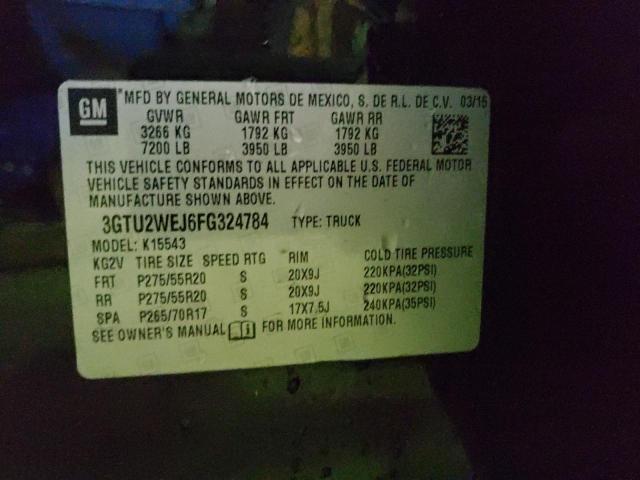 GM
*MFD BY GENERAL MOTORS DE MEXICO, S. DE R.L. DE C.V. 03/15
GVWR GAWR FRT GAWR RR
3266 KG 1792 KG 1792 KG
7200 LB 3950 LB 3950 LB
THIS VEHICLE CONFORMS TO ALL APPLICABLE U.S. FEDERAL MOTOR
VEHICLE SAFETY STANDARDS IN EFFECT ON THE DATE OF
MANUFACTURE SHOWN ABOVE.
3GTU2WEJ6FG324784 TYPE: TRUCK
MODEL: K15543
KG2V TIRE SIZE SPEED RTG RIM COLD TIRE PRESSURE
FRT P275/55R20 S 20X9J 220KPA(32PSI)
RR P275/55R20 S 20X9J 220KPA(32PSI)
SPA P265/70R17 S 17X7.5J 240KPA(35PSI)
SEE OWNER'S MANUAL FOR MORE INFORMATION.